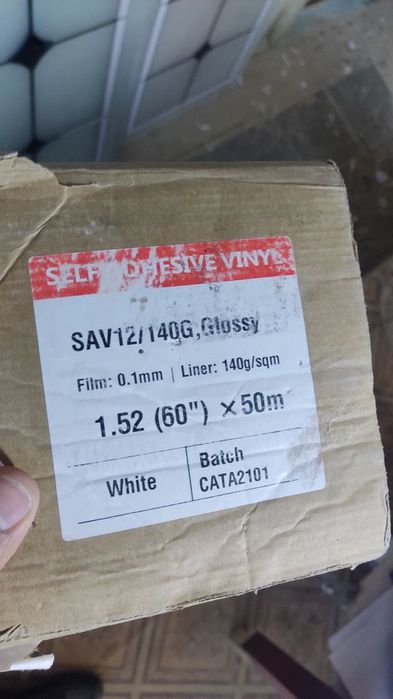 SELF ADHESIVE VINYL
SAV12/140G,Glossy
Film: 0.1mm | Liner: 140g/sqm
1.52 (60") ×50m
White
Batch
CATA2101